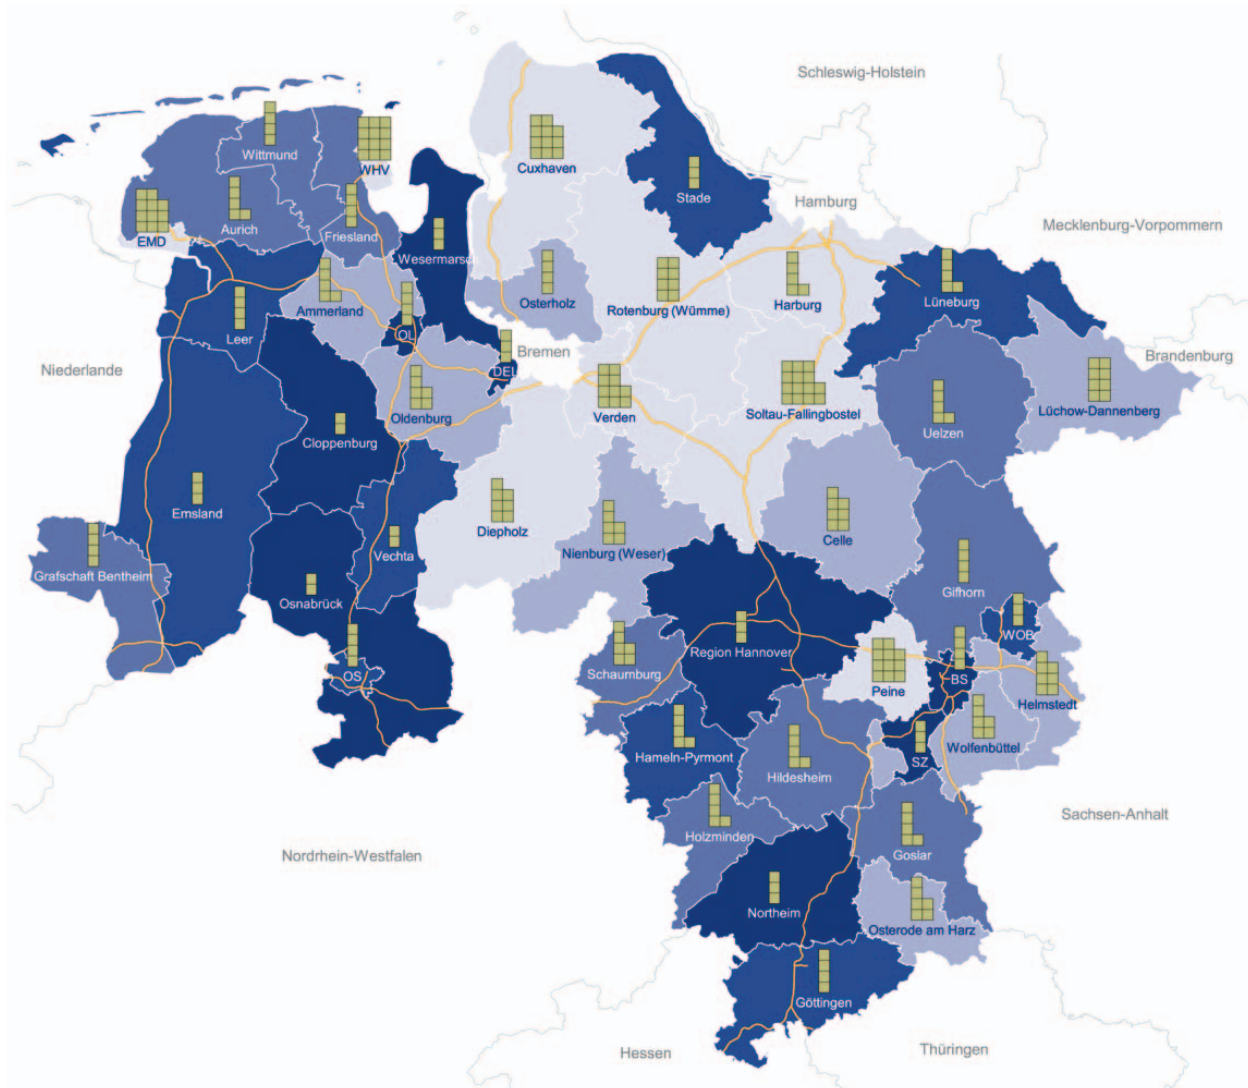 Schleswig-Holstein
Wittmund
WHV
Cuxhaven
Stade
Hamburg
Mecklenburg-Vorpommern
Aurich
Friesland
EMD
Wesermarsch
Osterholz
Rotenburg (Wümme)
Harburg
Lüneburg
Ammerland
Leer
OL
Bremen
Brandenburg
Niederlande
DEL
Oldenburg
Verden
Soltau-Fallingbostel
Lüchow-Dannenberg
Uelzen
Cloppenburg
Emsland
Diepholz
Celle
Vechta
Nienburg (Weser)
Grafschaft Bentheim
Gifhorn
Osnabrück
WOB
Region Hannover
Schaumburg
OS
BS
Peine
Helmstedt
Wolfenbüttel
Hameln-Pyrmont
SZ
Hildesheim
Sachsen-Anhalt
Holzminden
Nordrhein-Westfalen
Goslar
Northeim
Osterode am Harz
Göttingen
Hessen
Thüringen